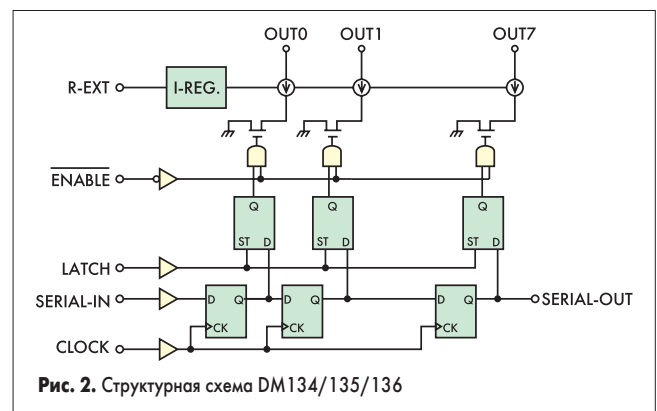 OUT0 OUT1 OUT7
R-EXT I-REG.
ENABLE
Q Q Q
ST D ST D ST D
LATCH
SERIAL-IN D Q D Q D Q SERIAL-OUT
CK CK CK
CLOCK
Рис. 2. Структурная схема DM134/135/136